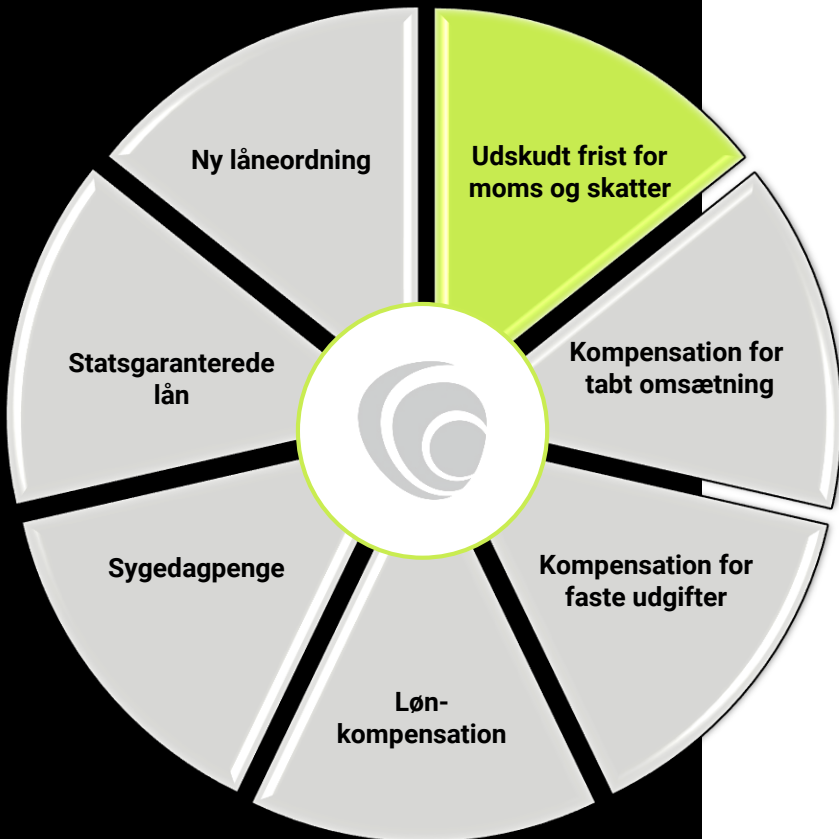 Ny låneordning
Udskudt frist for
moms og skatter
Kompensation for
tabt omsætning
Statsgaranterede
lån
Kompensation for
faste udgifter
Sygedagpenge
Løn-
kompensation